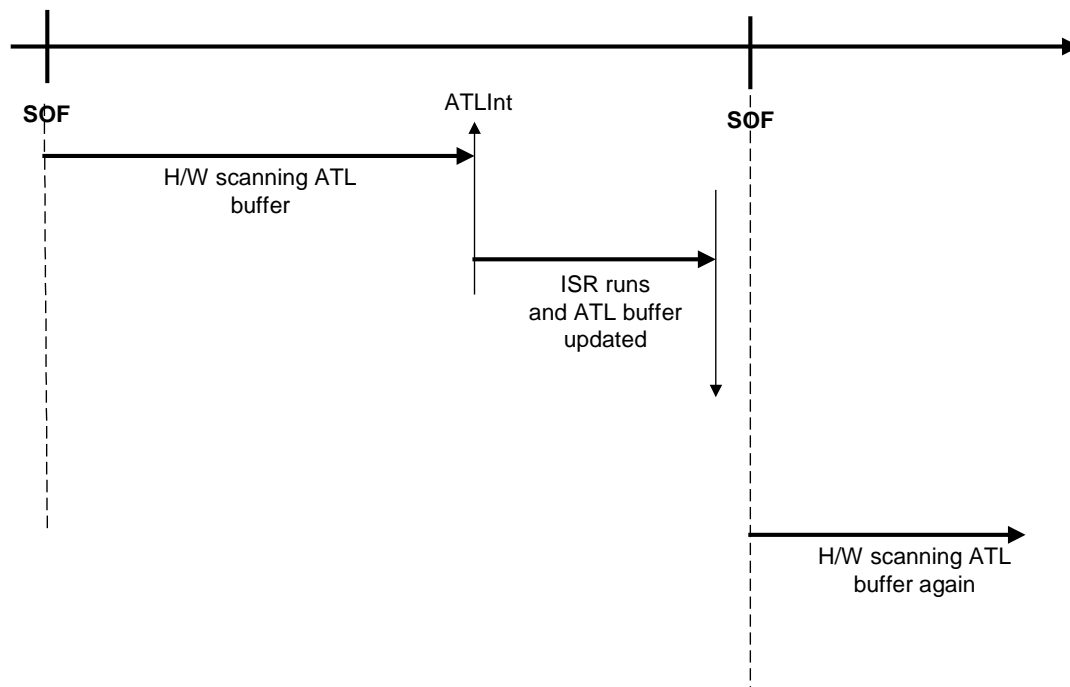 SOF
ATLInt
SOF
H/W scanning ATL
buffer
ISR runs
and ATL buffer
updated
H/W scanning ATL
buffer again